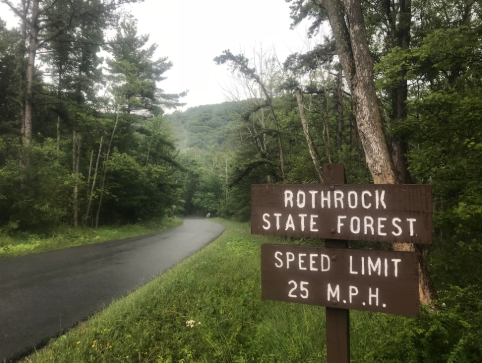 ROTHROCK
STATE FOREST
SPEED LIMIT
25 M.P.H.